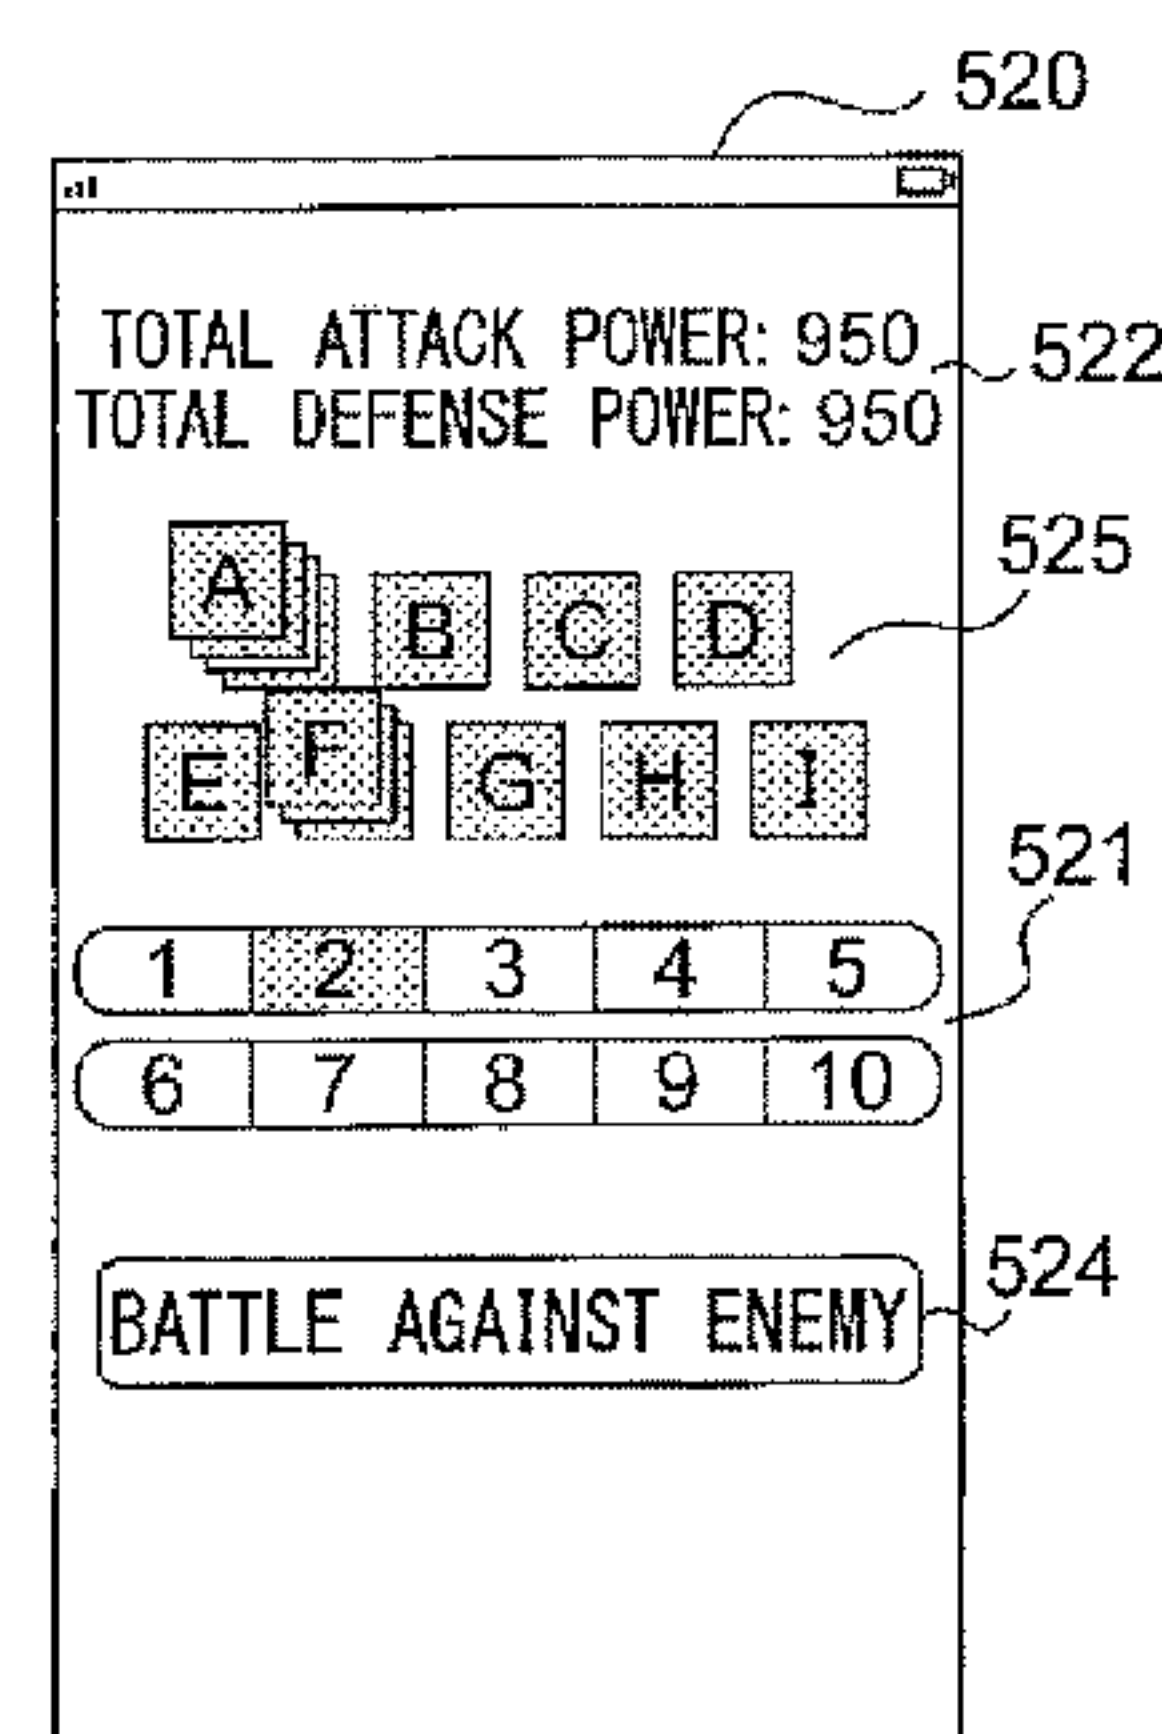 520
TOTAL ATTACK POWER: 950
522
TOTAL DEFENSE POWER: 950
525
A B C D
E F G H I
521
1 2 3 4 5
6 7 8 9 10
524
BATTLE AGAINST ENEMY